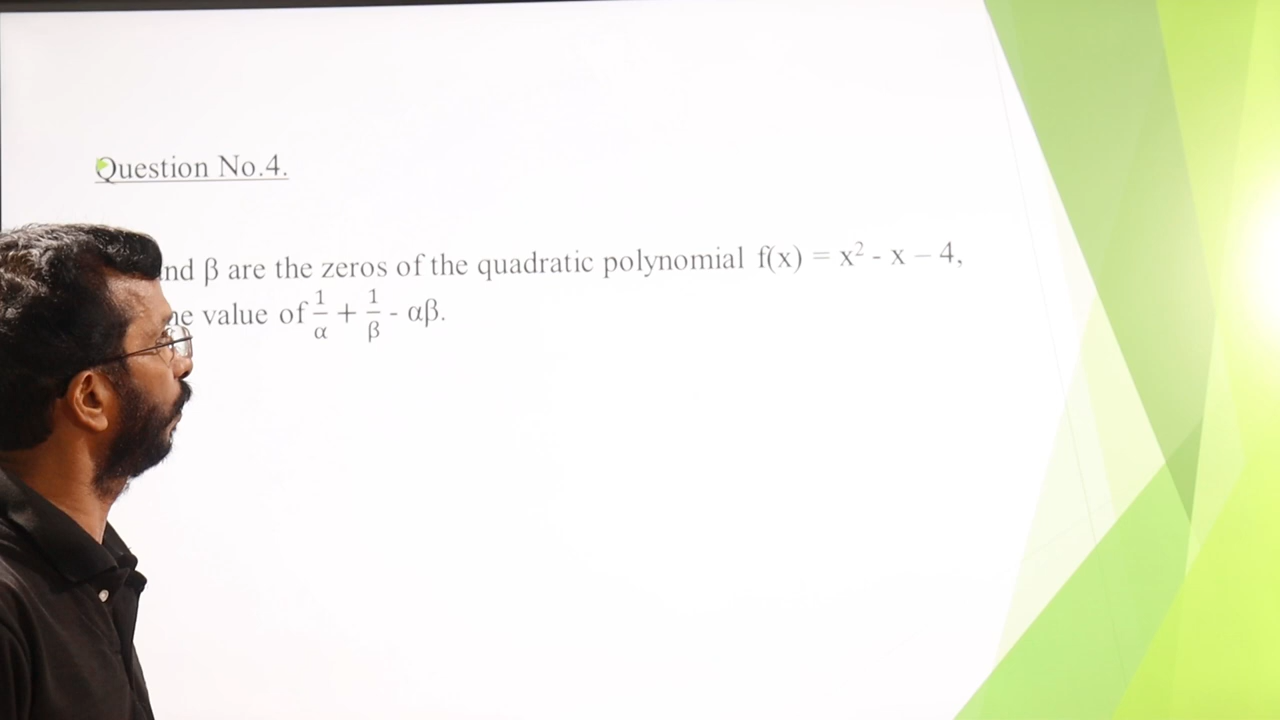 Question No.4.
nd β are the zeros of the quadratic polynomial f(x) = x² - x – 4,
value of 1/α + 1/β - αβ.